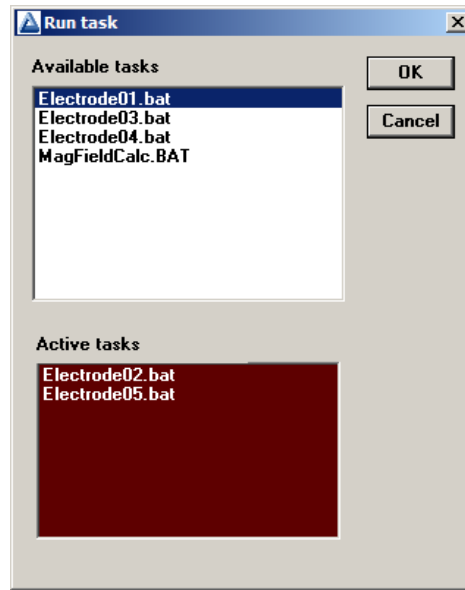 Run task
Available tasks
OK
Electrode01.bat
Electrode03.bat
Cancel
Electrode04.bat
MagFieldCalc.BAT
Active tasks
Electrode02.bat
Electrode05.bat